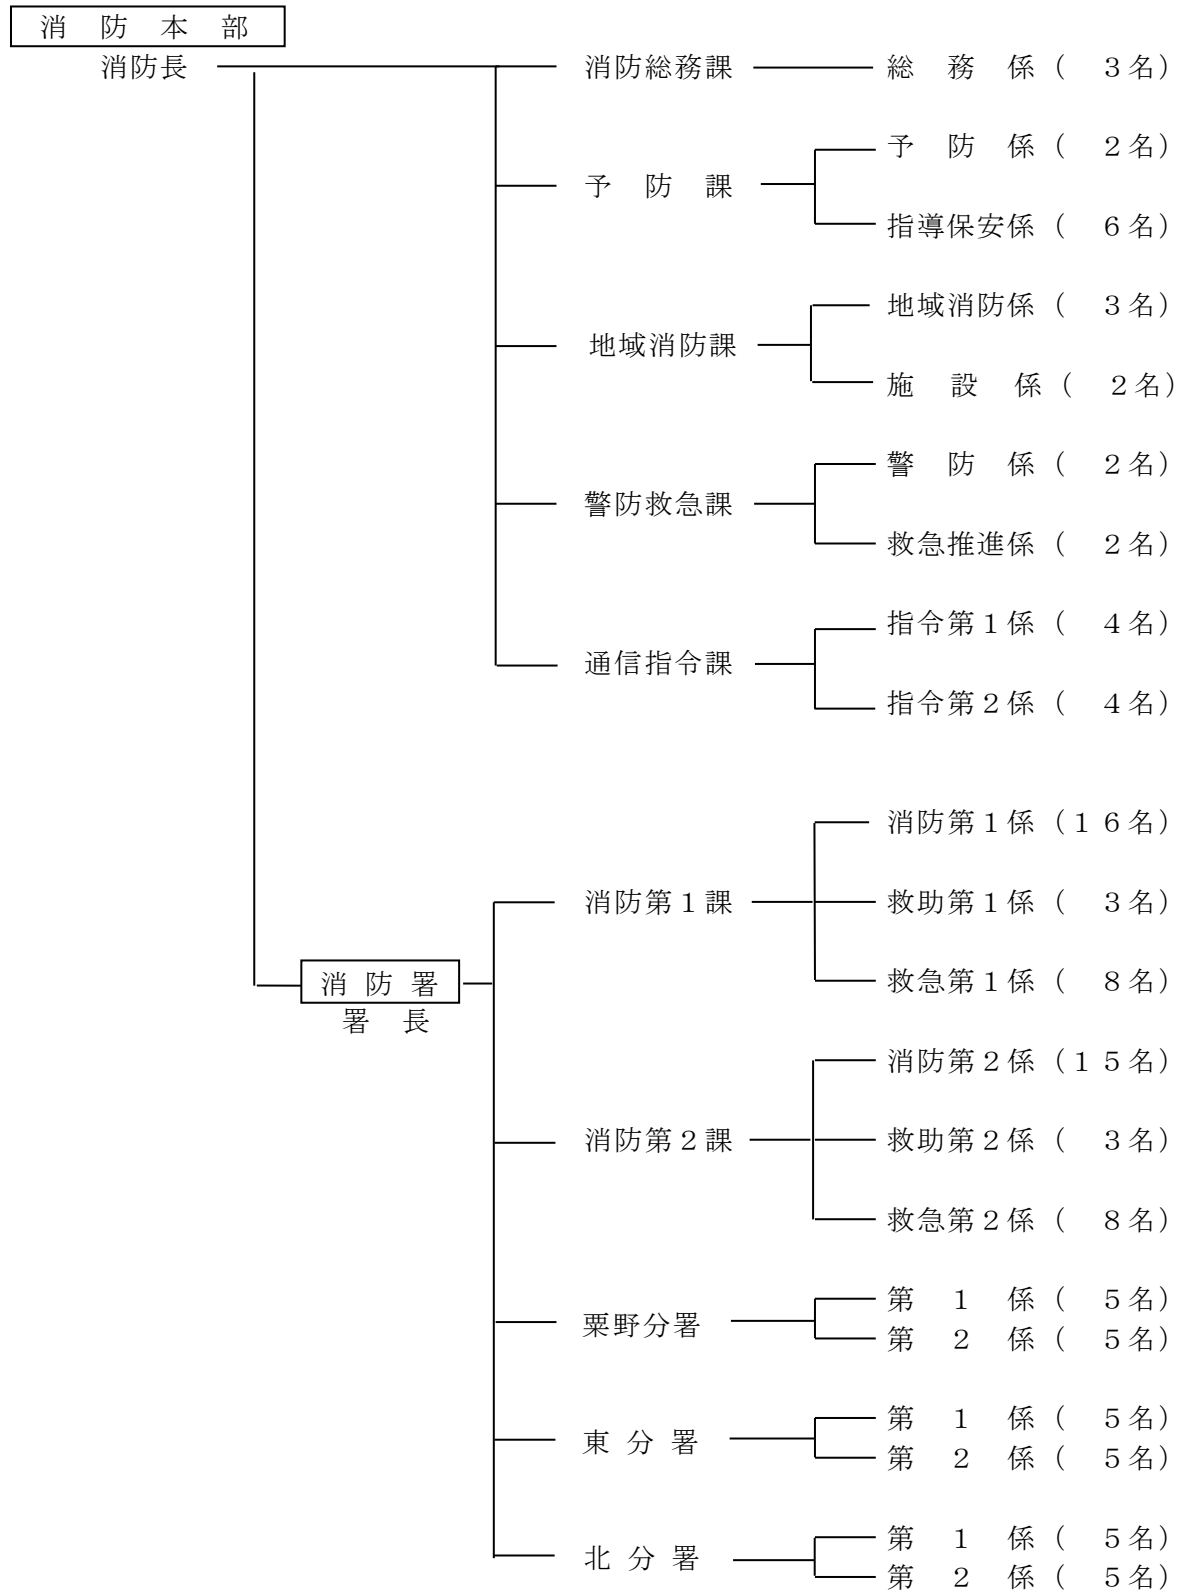 消　防　本　部
消防長　消防総務課　総　務　係（　３名）
予　防　係（　２名）
予　防　課
指導保安係（　６名）
地域消防係（　３名）
地域消防課
施　設　係（　２名）
警　防　係（　２名）
警防救急課
救急推進係（　２名）
指令第１係（　４名）
通信指令課
指令第２係（　４名）
消防第１係（１６名）
消防第１課　救助第１係（　３名）
救急第１係（　８名）
消　防　署
署　長
消防第２係（１５名）
消防第２課　救助第２係（　３名）
救急第２係（　８名）
第　１　係（　５名）
粟野分署
第　２　係（　５名）
第　１　係（　５名）
東　分　署
第　２　係（　５名）
第　１　係（　５名）
北　分　署
第　２　係（　５名）